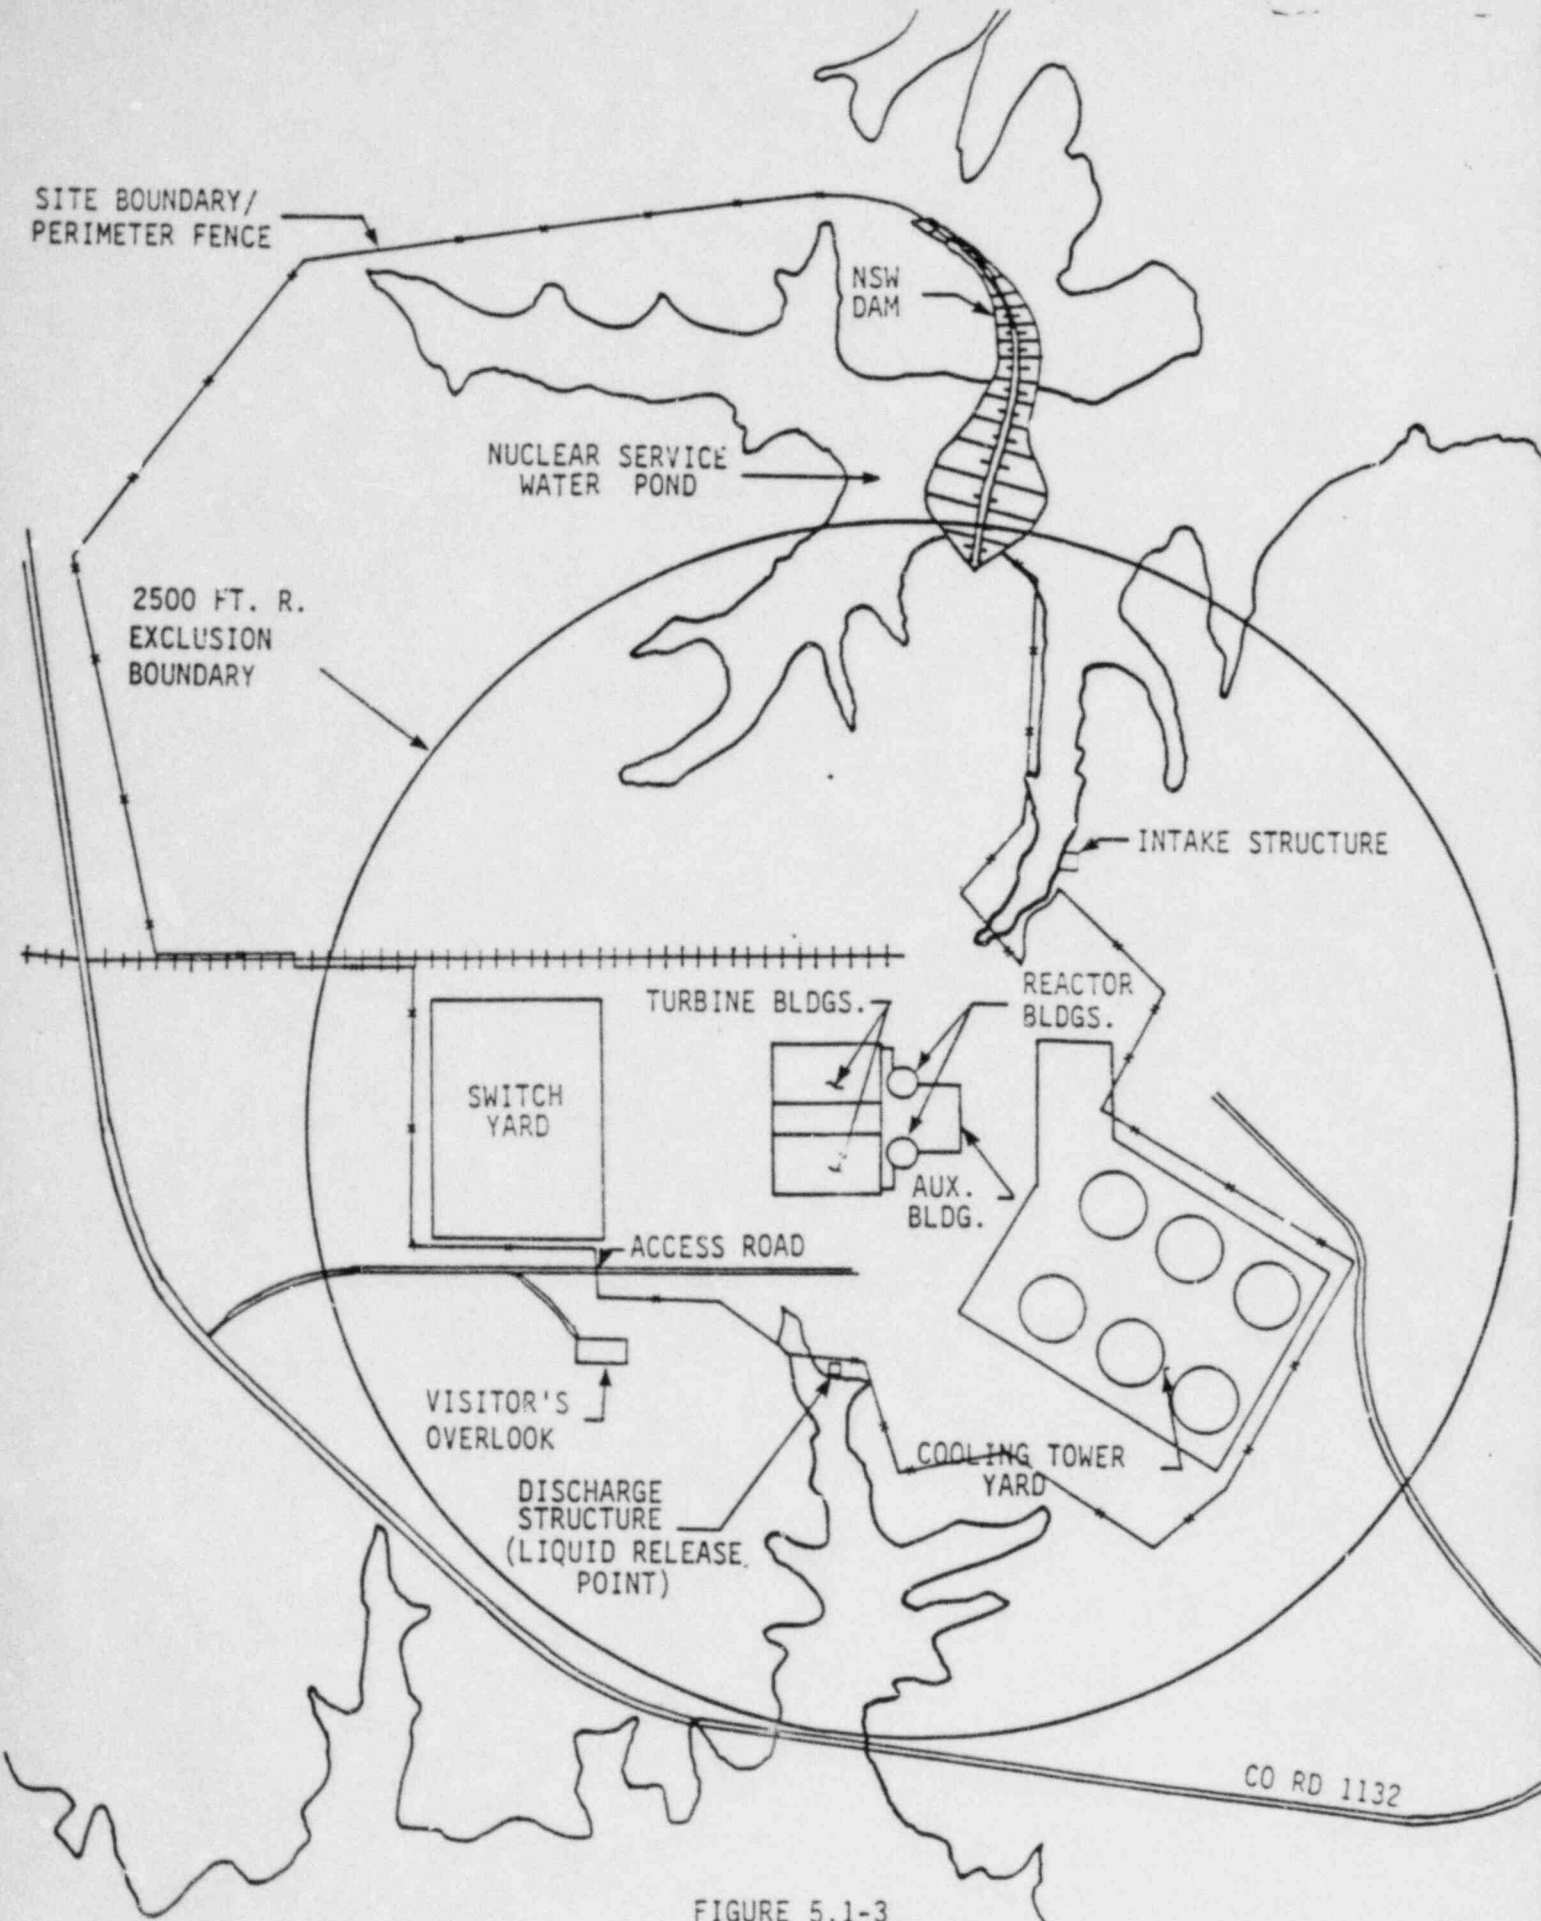 SITE BOUNDARY/
PERIMETER FENCE
NSW
DAM
NUCLEAR SERVICE
WATER POND
2500 FT. R.
EXCLUSION
BOUNDARY
INTAKE STRUCTURE
TURBINE BLDGS.
REACTOR
BLDGS.
SWITCH
YARD
AUX.
BLDG.
ACCESS ROAD
VISITOR'S
OVERLOOK
COOLING TOWER
YARD
DISCHARGE
STRUCTURE
(LIQUID RELEASE
POINT)
CO RD 1132
FIGURE 5.1-3